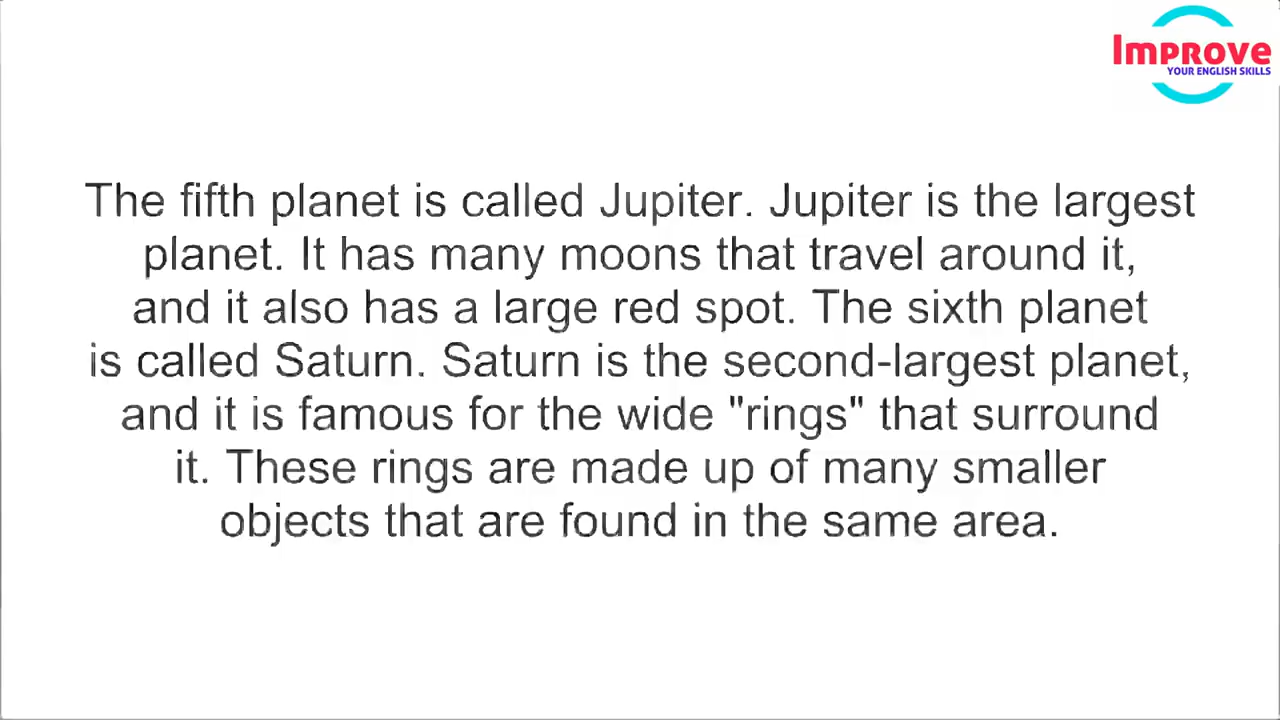 Improve
YOUR ENGLISH SKILLS
The fifth planet is called Jupiter. Jupiter is the largest
planet. It has many moons that travel around it,
and it also has a large red spot. The sixth planet
is called Saturn. Saturn is the second-largest planet,
and it is famous for the wide "rings" that surround
it. These rings are made up of many smaller
objects that are found in the same area.